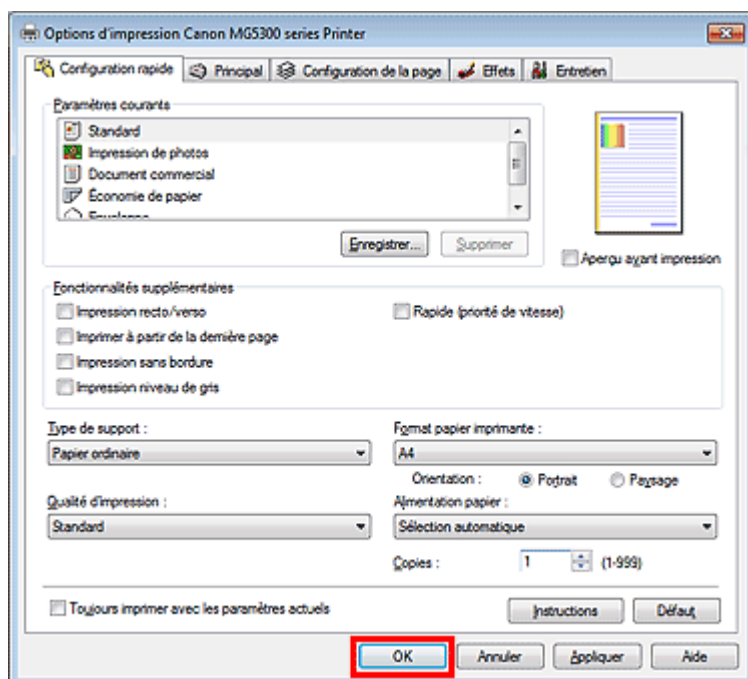 Options d'impression Canon MG5300 series Printer
Configuration rapide Principal Configuration de la page Effets Entretien
Paramètres courants
Standard
Impression de photos
Document commercial
Économie de papier
Enveloppe
Enregistrer... Supprimer
Aperçu avant impression
Fonctionnalités supplémentaires
Impression recto/verso Rapide (priorité de vitesse)
Imprimer à partir de la dernière page
Impression sans bordure
Impression niveau de gris
Type de support : Format papier imprimante :
Papier ordinaire A4
Orientation : Portrait Paysage
Qualité d'impression : Alimentation papier :
Standard Sélection automatique
Copies : 1 (1-999)
Toujours imprimer avec les paramètres actuels Instructions Défaut
OK Annuler Appliquer Aide